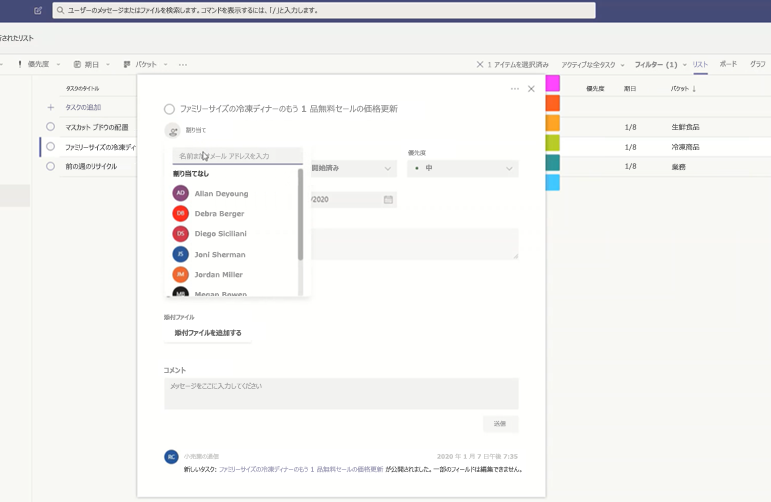 ユーザーのメッセージまたはファイルを検索します。コマンドを表示するには、「/」と入力します。
されたリスト
優先度
期日
バケット
...
1 アイテムを選択済み
アクティブな全タスク
フィルター (1)
リスト
ボード
グラフ
タスクのタイトル
優先度
期日
バケット ↓
タスクの追加
マスカット ブドウの配置
1/8
生鮮食品
ファミリーサイズの冷凍ディ
1/8
冷凍商品
前の週のリサイクル
1/8
業務
ファミリーサイズの冷凍ディナーのもう 1 品無料セールの価格更新
割り当て
名前または メール アドレスを入力
割り当てなし
AD Allan Deyoung
DB Debra Berger
DS Diego Siciliani
JS Joni Sherman
JM Jordan Miller
MB Megan Bowen
開始済み
優先度
中
/2020
添付ファイル
添付ファイルを追加する
コメント
メッセージをここに入力してください
送信
RC
2020 年 1 月 7 日午後 7:35
新しいタスク: ファミリーサイズの冷凍ディナーのもう 1 品無料セールの価格更新 が公開されました。一部のフィールドは編集できません。